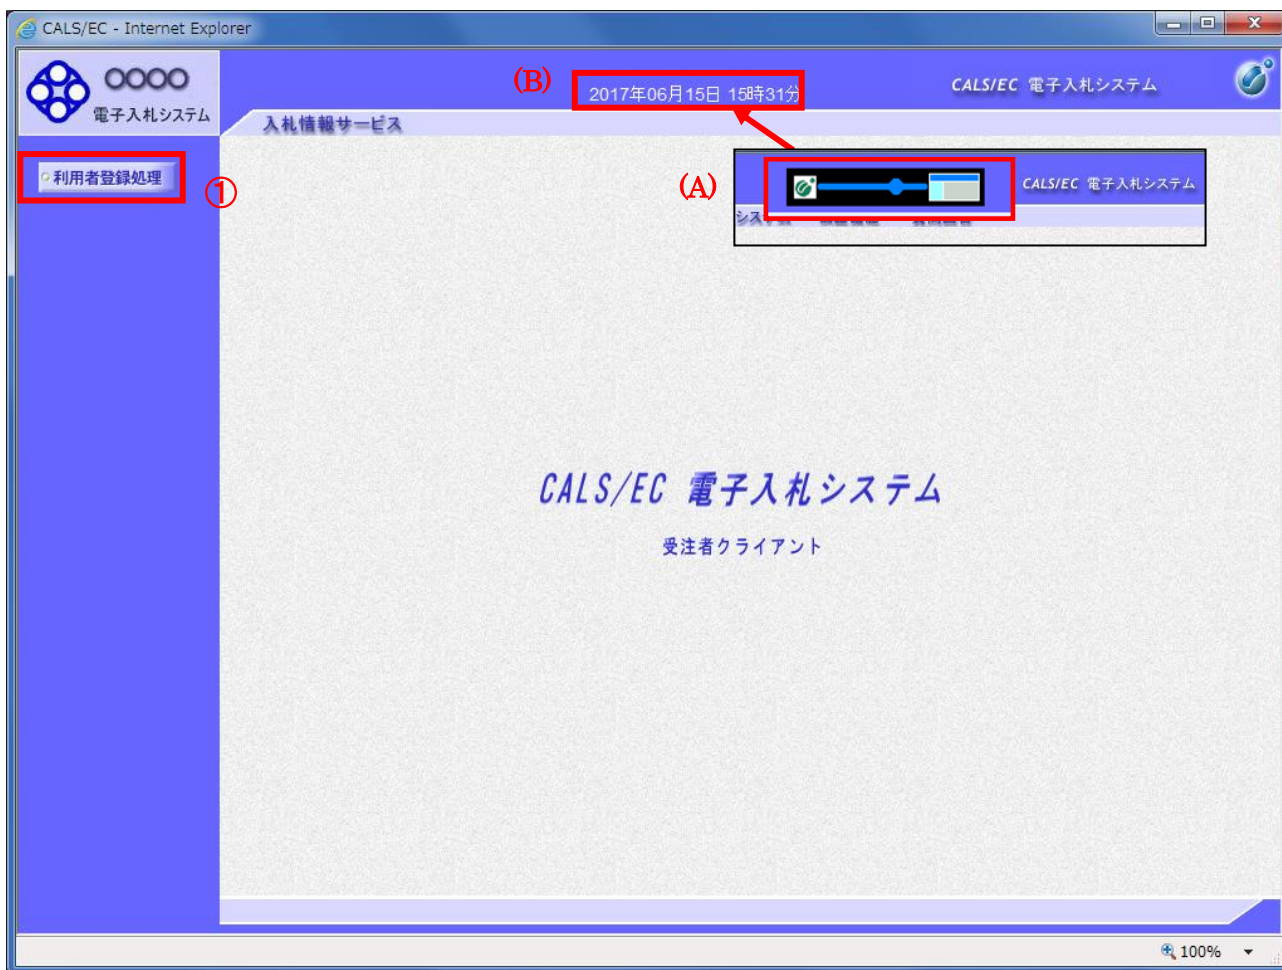 CALS/EC - Internet Explorer
○○○○
電子入札システム
(B)
2017年06月15日 15時31分
CALS/EC 電子入札システム
入札情報サービス
利用者登録処理
①
(A)
CALS/EC 電子入札システム
CALS/EC 電子入札システム
受注者クライアント
100%